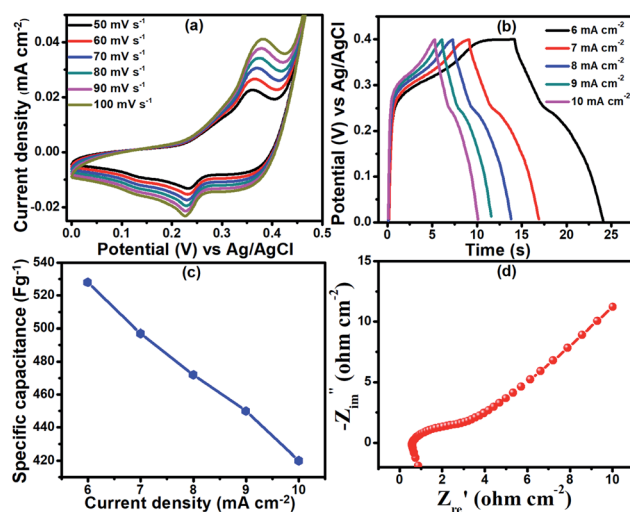 (a)
50 mV s⁻¹
60 mV s⁻¹
70 mV s⁻¹
80 mV s⁻¹
90 mV s⁻¹
100 mV s⁻¹
Current density (mA cm⁻²)
0.04
0.02
0.00
-0.02
0.0 0.1 0.2 0.3 0.4 0.5
Potential (V) vs Ag/AgCl
(b)
6 mA cm⁻²
7 mA cm⁻²
8 mA cm⁻²
9 mA cm⁻²
10 mA cm⁻²
Potential (V) vs Ag/AgCl
0.4
0.3
0.2
0.1
0.0
0 5 10 15 20 25
Time (s)
(c)
Specific capacitance (Fg⁻¹)
540
520
500
480
460
440
420
6 7 8 9 10
Current density (mA cm⁻²)
(d)
-Z_im'' (ohm cm⁻²)
15
10
5
0
0 2 4 6 8 10
Z_re' (ohm cm⁻²)